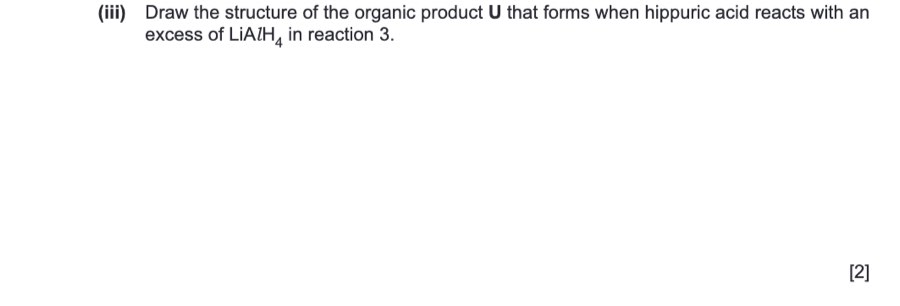 (iii) Draw the structure of the organic product U that forms when hippuric acid reacts with an
excess of LiAlH₄ in reaction 3.
[2]